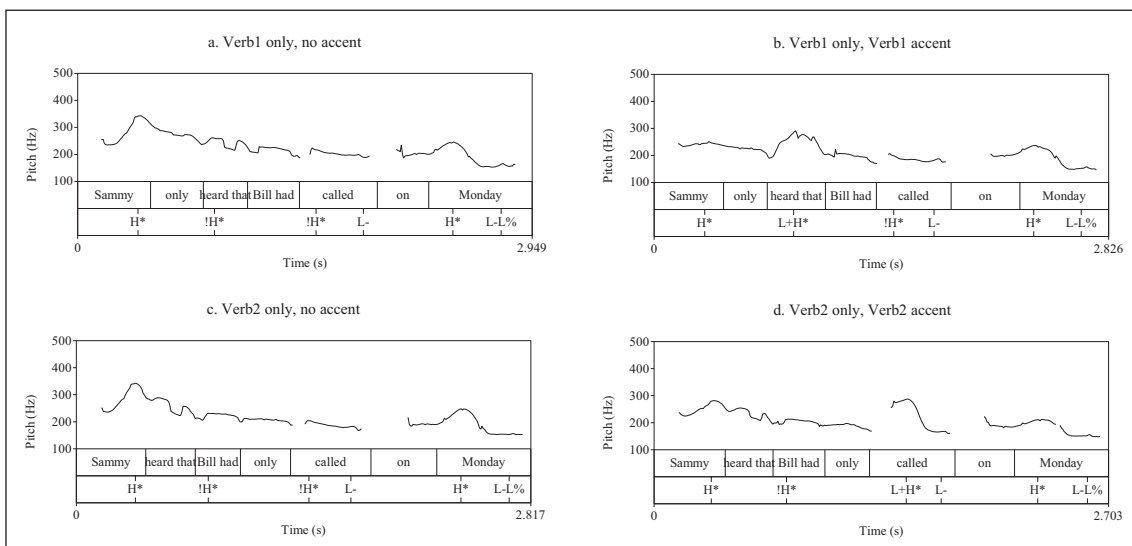 a. Verb1 only, no accent
500
400
300
200
100
Pitch (Hz)
Sammy only heard that Bill had called on Monday
H* !H* !H* L- H* L-L%
0 2.949
Time (s)
b. Verb1 only, Verb1 accent
500
400
300
200
100
Pitch (Hz)
Sammy only heard that Bill had called on Monday
H* L+H* !H* L- H* L-L%
0 2.826
Time (s)
c. Verb2 only, no accent
500
400
300
200
100
Pitch (Hz)
Sammy heard that Bill had only called on Monday
H* !H* !H* L- H* L-L%
0 2.817
Time (s)
d. Verb2 only, Verb2 accent
500
400
300
200
100
Pitch (Hz)
Sammy heard that Bill had only called on Monday
H* !H* L+H* L- H* L-L%
0 2.703
Time (s)